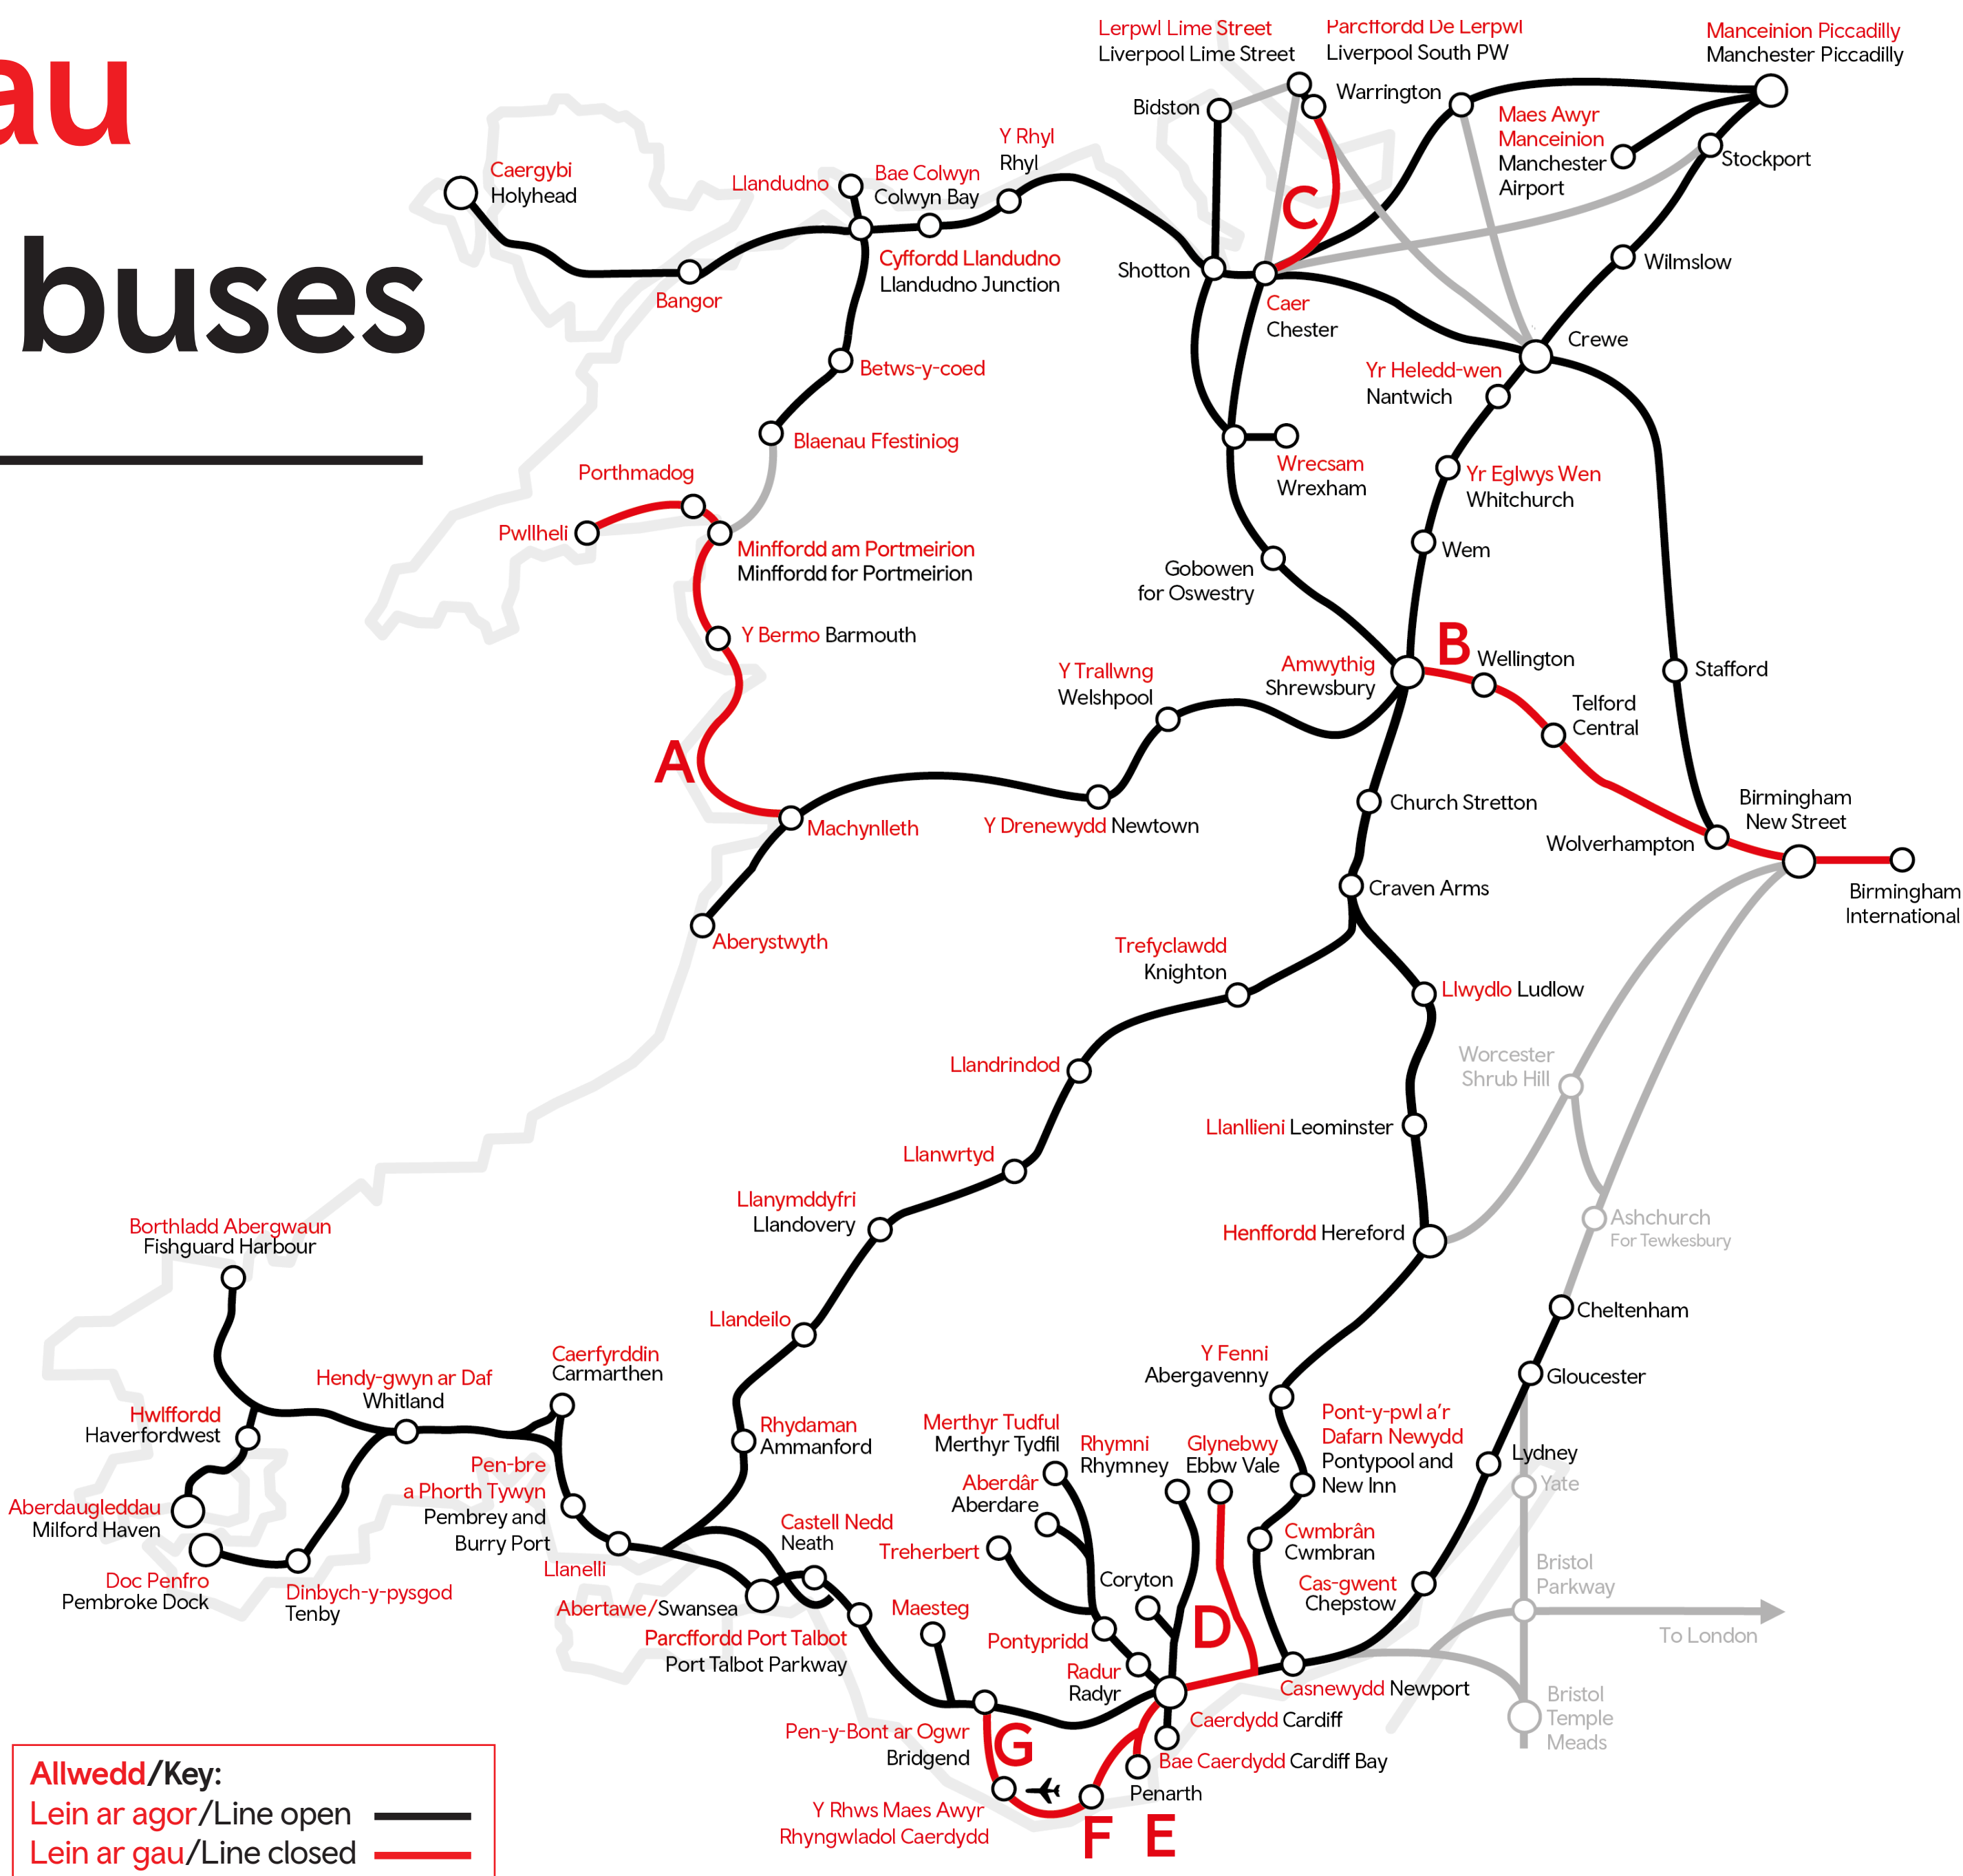 au
buses
Lerpwl Lime Street
Liverpool Lime Street
Parcffordd De Lerpwl
Liverpool South PW
Manceinion Piccadilly
Manchester Piccadilly
Bidston
Warrington
Maes Awyr
Manceinion
Manchester
Airport
Stockport
Y Rhyl
Rhyl
Caergybi
Holyhead
Llandudno
Bae Colwyn
Colwyn Bay
C
Cyffordd Llandudno
Llandudno Junction
Shotton
Wilmslow
Bangor
Caer
Chester
Crewe
Betws-y-coed
Yr Heledd-wen
Nantwich
Blaenau Ffestiniog
Porthmadog
Wrecsam
Wrexham
Yr Eglwys Wen
Whitchurch
Pwllheli
Minffordd am Portmeirion
Minffordd for Portmeirion
Wem
Gobowen
for Oswestry
Y Bermo Barmouth
B
Wellington
Y Trallwng
Welshpool
Amwythig
Shrewsbury
Stafford
Telford
Central
A
Church Stretton
Birmingham
New Street
Machynlleth
Y Drenewydd Newtown
Wolverhampton
Craven Arms
Birmingham
International
Aberystwyth
Trefyclawdd
Knighton
Llwydlo Ludlow
Llandrindod
Worcester
Shrub Hill
Llanllieni Leominster
Llanwrtyd
Llanymddyfri
Llandovery
Borthladd Abergwaun
Fishguard Harbour
Henffordd Hereford
Ashchurch
For Tewkesbury
Llandeilo
Cheltenham
Caerfyrddin
Carmarthen
Y Fenni
Abergavenny
Hendy-gwyn ar Daf
Whitland
Gloucester
Hwlffordd
Haverfordwest
Rhydaman
Ammanford
Merthyr Tudful
Merthyr Tydfil
Rhymni
Rhymney
Glynebwy
Ebbw Vale
Pont-y-pwl a'r
Dafarn Newydd
Pontypool and
New Inn
Lydney
Pen-bre
a Phorth Tywyn
Pembrey and
Burry Port
Aberdâr
Aberdare
Yate
Aberdaugleddau
Milford Haven
Castell Nedd
Neath
Treherbert
Cwmbrân
Cwmbran
Llanelli
Coryton
Bristol
Parkway
Doc Penfro
Pembroke Dock
Dinbych-y-pysgod
Tenby
Abertawe/Swansea
Maesteg
Cas-gwent
Chepstow
D
Parcffordd Port Talbot
Port Talbot Parkway
Pontypridd
To London
Radur
Radyr
Casnewydd Newport
Bristol
Temple
Meads
Pen-y-Bont ar Ogwr
Bridgend
G
Caerdydd Cardiff
Bae Caerdydd Cardiff Bay
Penarth
Y Rhws Maes Awyr
Rhyngwladol Caerdydd
F
E
Allwedd/Key:
Lein ar agor/Line open
Lein ar gau/Line closed